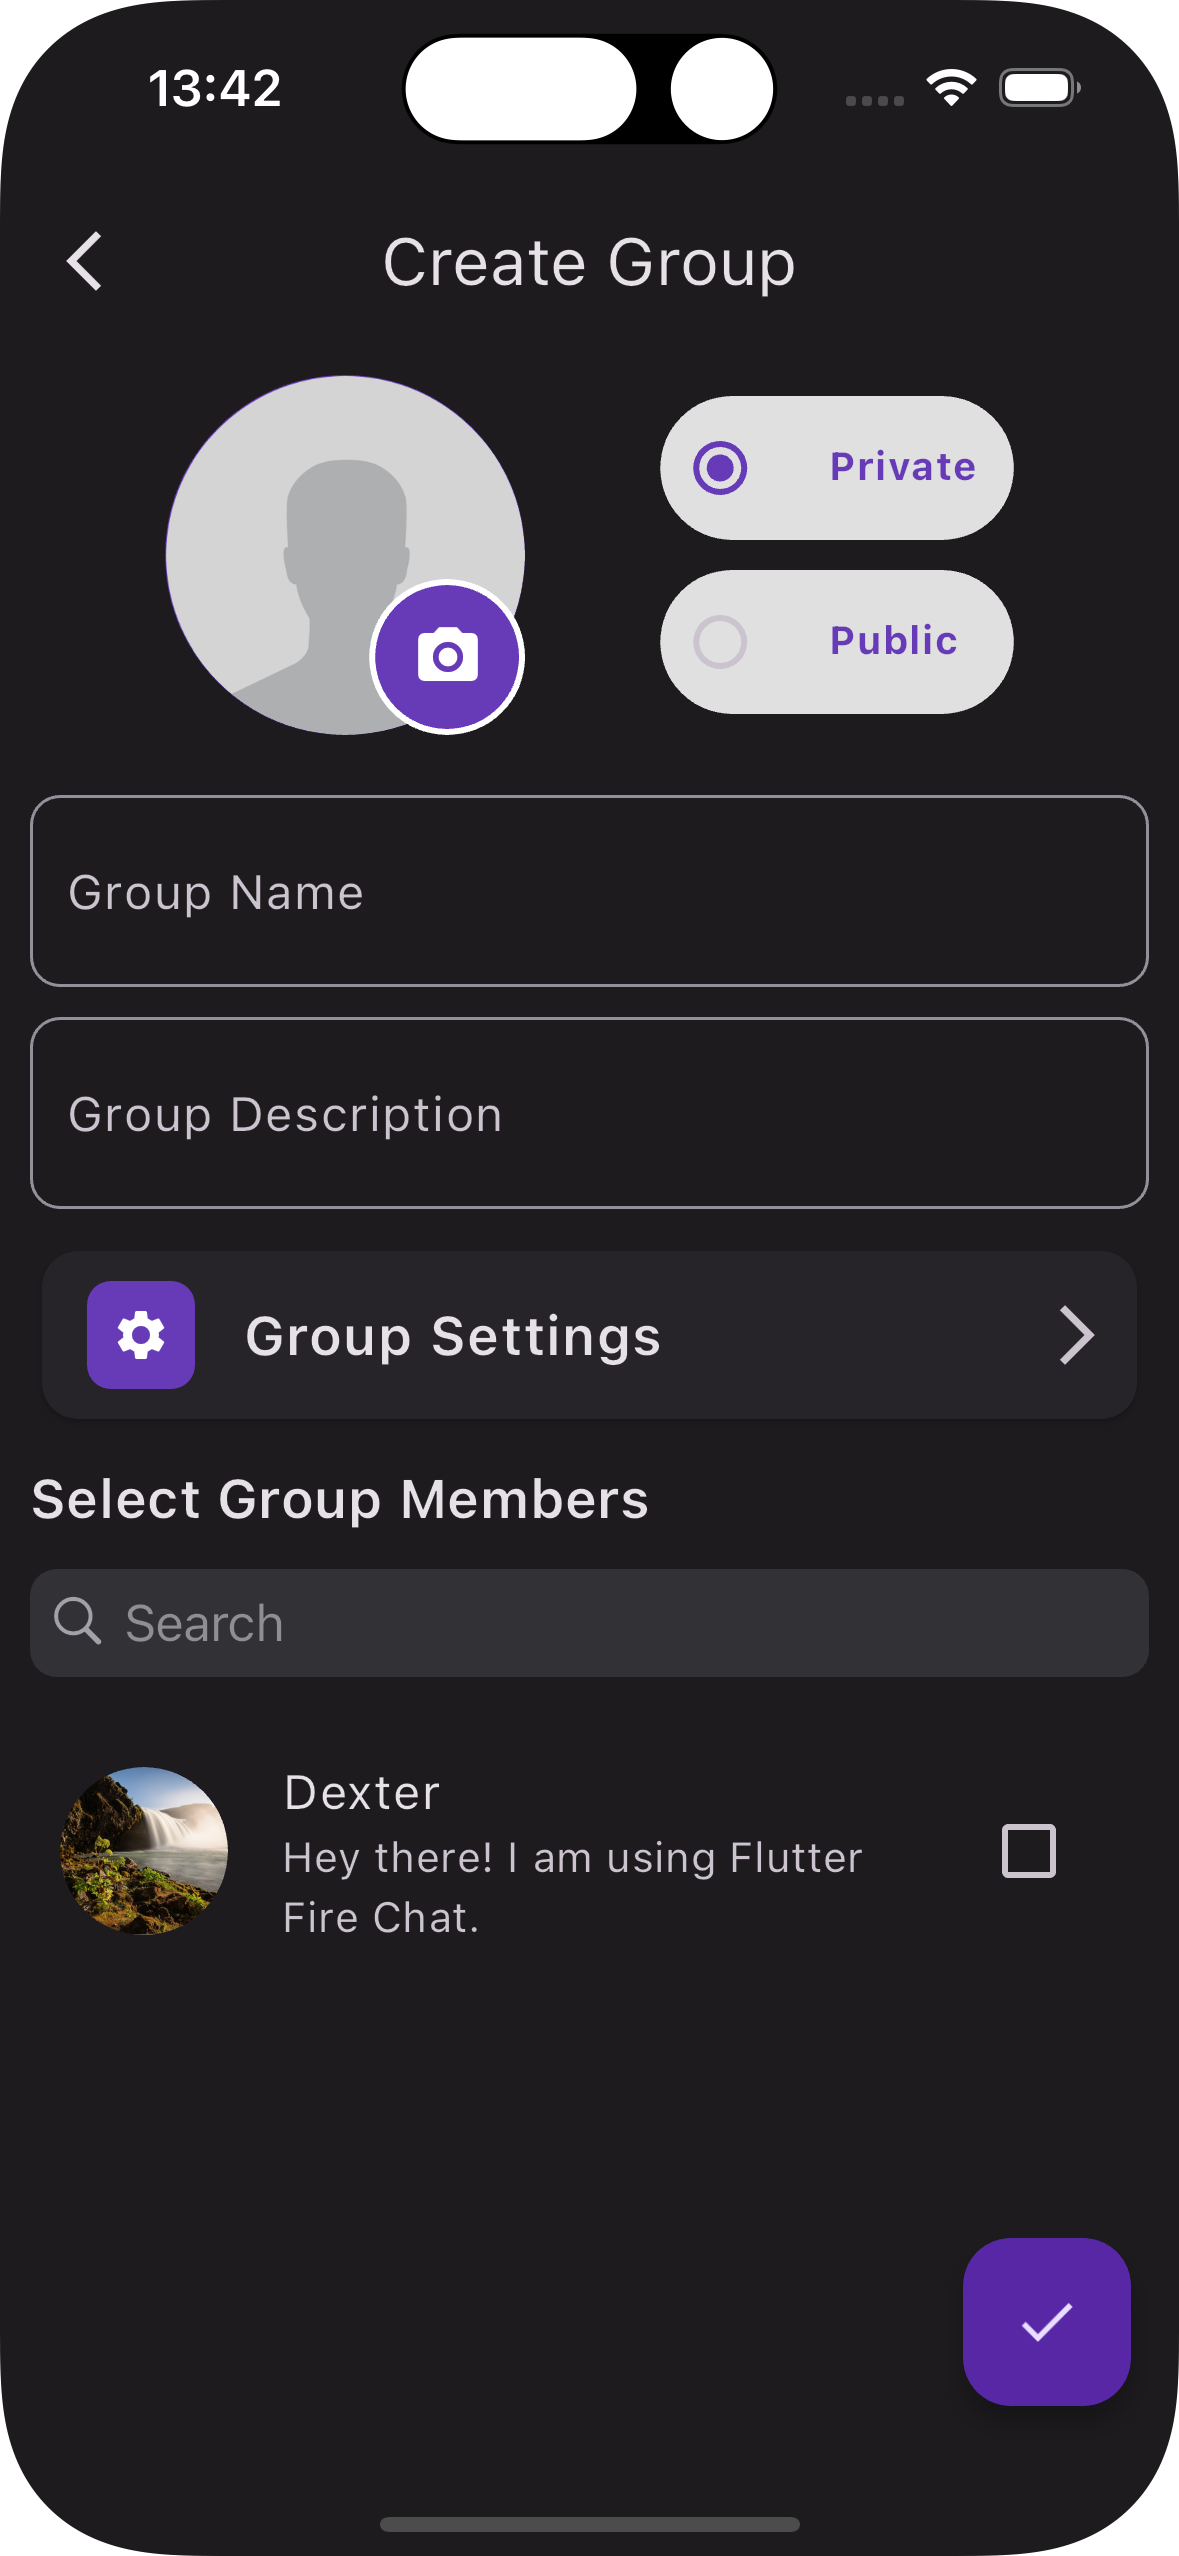 13:42
Create Group
Private
Public
Group Name
Group Description
Group Settings
Select Group Members
Search
Dexter
Hey there! I am using Flutter
Fire Chat.